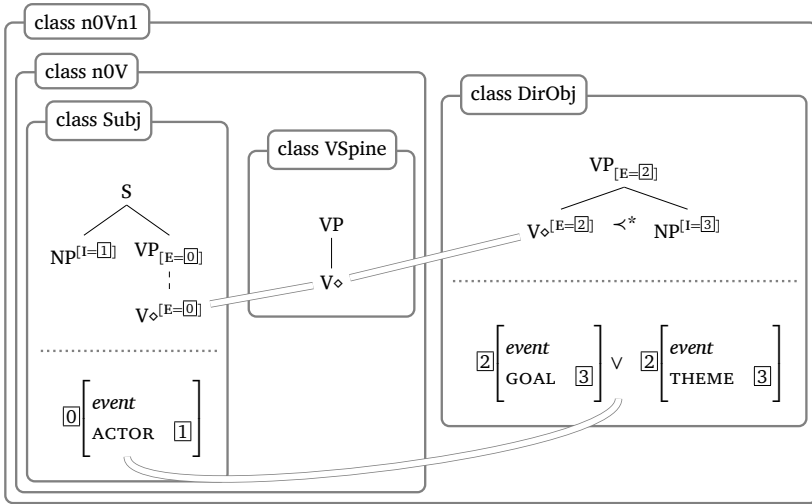 class n0Vn1
class n0V
class Subj
S
NP[I=1] VP[E=0]
V⋄[E=0]
0 [event
ACTOR 1]
class VSpine
VP
V⋄
class DirObj
VP[E=2]
V⋄[E=2] ≺* NP[I=3]
2 [event
GOAL 3] ∨ 2 [event
THEME 3]